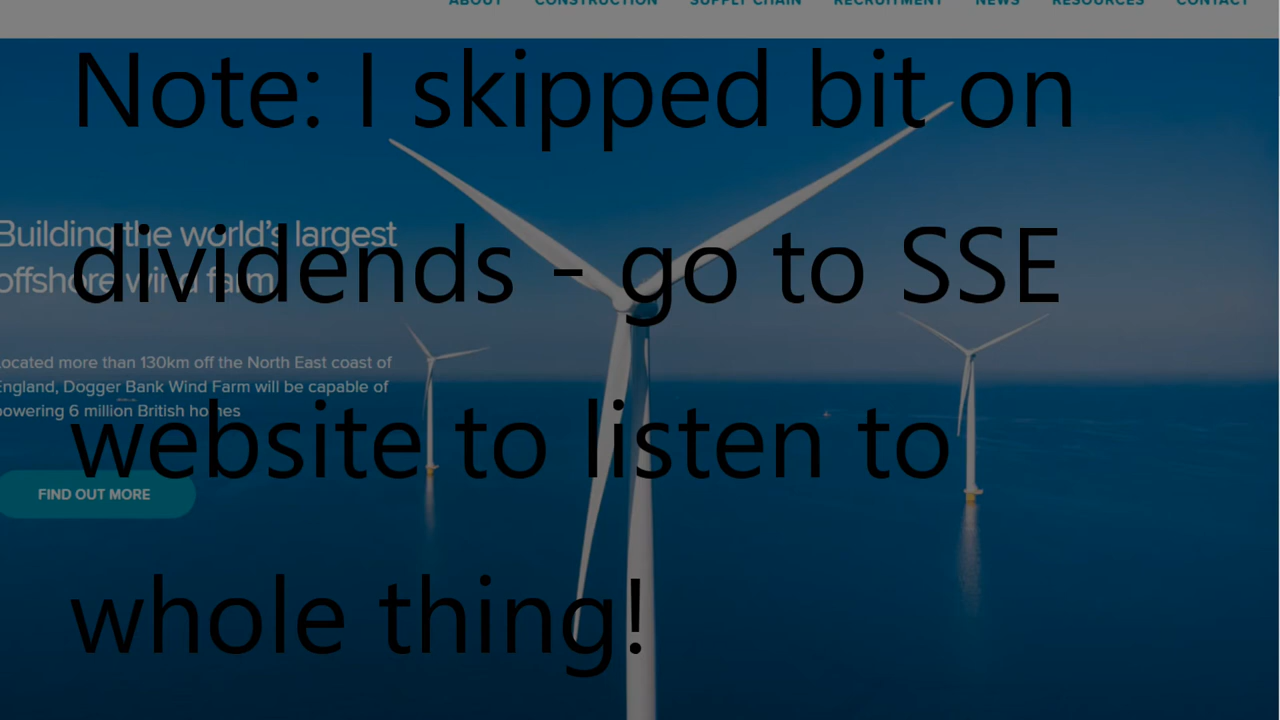 ABOUT CONSTRUCTION SUPPLY CHAIN RECRUITMENT NEWS RESOURCES CONTACT
Note: I skipped bit on
dividends - go to SSE
website to listen to
whole thing!
Building the world's largest
offshore wind farm
Located more than 130km off the North East coast of
England, Dogger Bank Wind Farm will be capable of
powering 6 million British homes
FIND OUT MORE